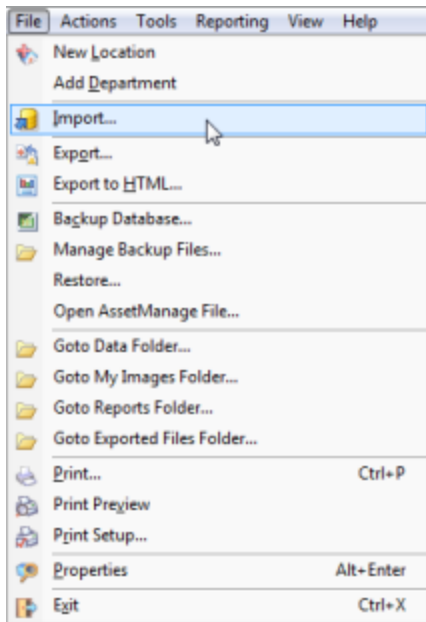 File Actions Tools Reporting View Help
New Location
Add Department
Import...
Export...
Export to HTML...
Backup Database...
Manage Backup Files...
Restore...
Open AssetManage File...
Goto Data Folder...
Goto My Images Folder...
Goto Reports Folder...
Goto Exported Files Folder...
Print... Ctrl+P
Print Preview
Print Setup...
Properties Alt+Enter
Exit Ctrl+X